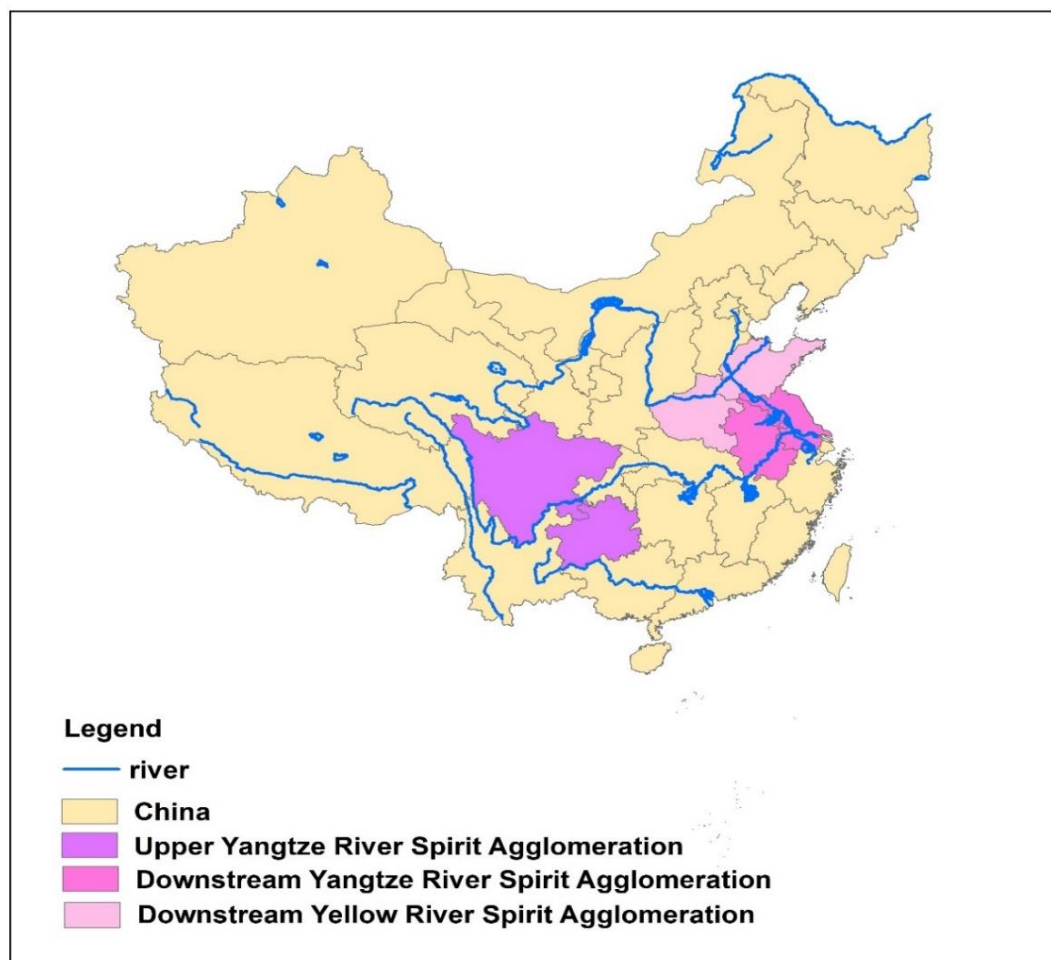 Legend
river
China
Upper Yangtze River Spirit Agglomeration
Downstream Yangtze River Spirit Agglomeration
Downstream Yellow River Spirit Agglomeration